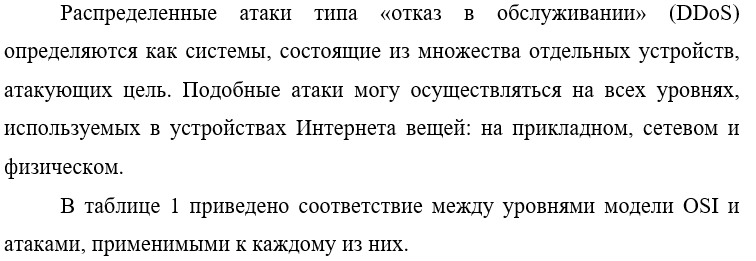 Распределенные атаки типа «отказ в обслуживании» (DDoS)
определяются как системы, состоящие из множества отдельных устройств,
атакующих цель. Подобные атаки могу осуществляться на всех уровнях,
используемых в устройствах Интернета вещей: на прикладном, сетевом и
физическом.
В таблице 1 приведено соответствие между уровнями модели OSI и
атаками, применимыми к каждому из них.